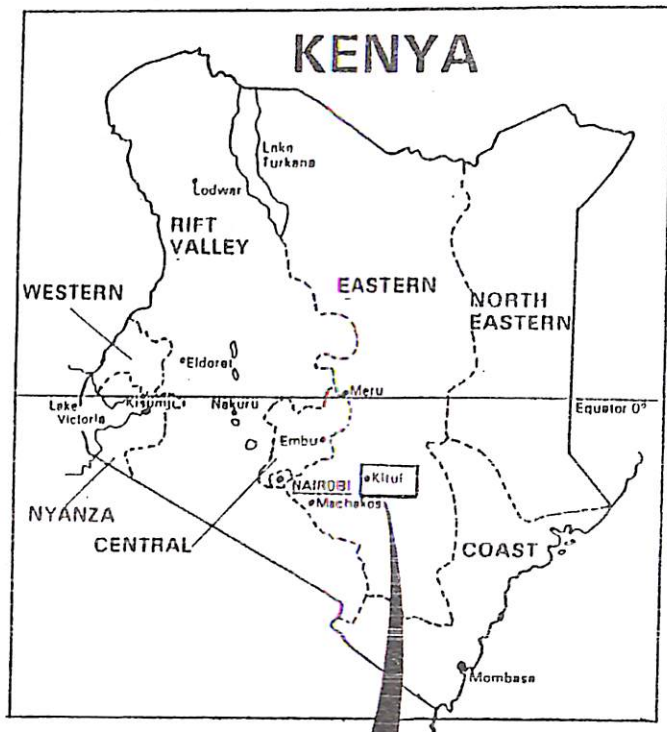 KENYA
Lake
Turkana
Lodwar
RIFT
VALLEY
WESTERN
EASTERN
NORTH
EASTERN
Eldoret
Meru
Lake
Victoria
Kisumu
Nakuru
Equator 0°
Embu
NAIROBI
Kitui
Machakos
NYANZA
CENTRAL
COAST
Mombasa